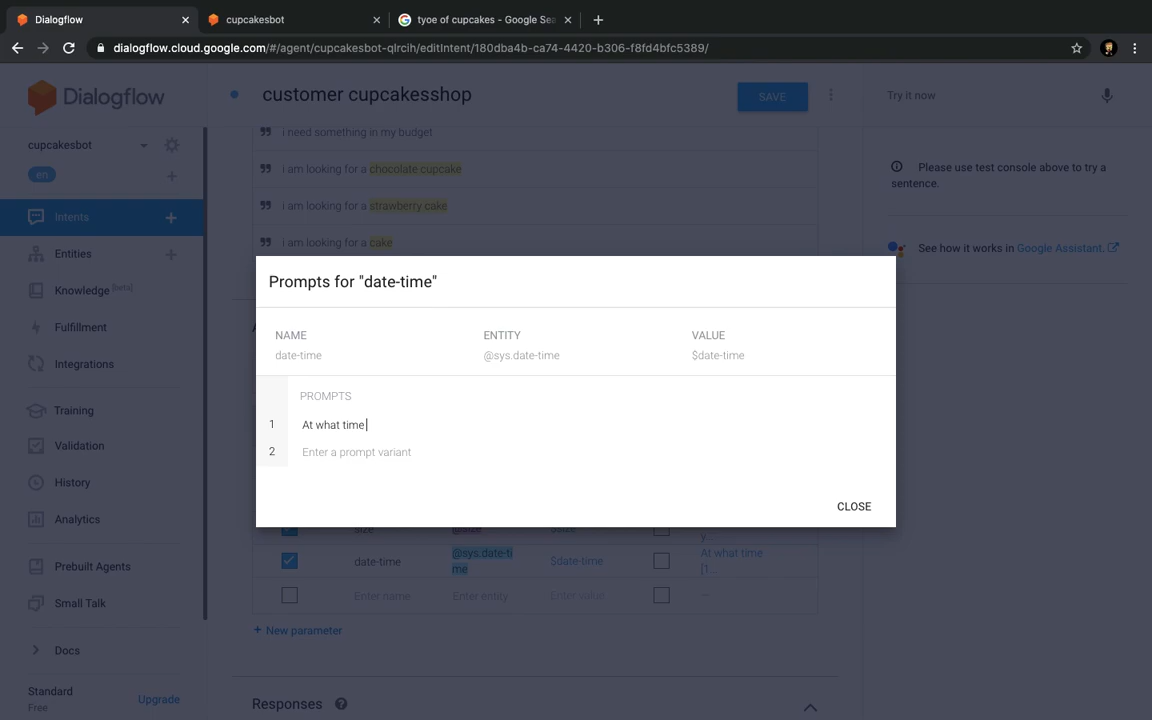 Dialogflow
cupcakesbot
tyoe of cupcakes - Google Sea
dialogflow.cloud.google.com/#/agent/cupcakesbot-qlrcih/editIntent/180dba4b-ca74-4420-b306-f8fd4bfc5389/
Dialogflow
customer cupcakesshop
SAVE
Try it now
cupcakesbot
en
i need something in my budget
i am looking for a chocolate cupcake
i am looking for a strawberry cake
i am looking for a cake
Please use test console above to try a
sentence.
See how it works in Google Assistant.
Intents
Entities
Knowledge [beta]
Fulfillment
Integrations
Training
Validation
History
Analytics
Prebuilt Agents
Small Talk
Docs
Standard
Free
Upgrade
Prompts for "date-time"
NAME
ENTITY
VALUE
date-time
@sys.date-time
$date-time
PROMPTS
1 At what time
2 Enter a prompt variant
CLOSE
size
@size
$size
y...
date-time
@sys.date-ti
me
$date-time
At what time
[1...
Enter name
Enter entity
Enter value
—
+ New parameter
Responses ?